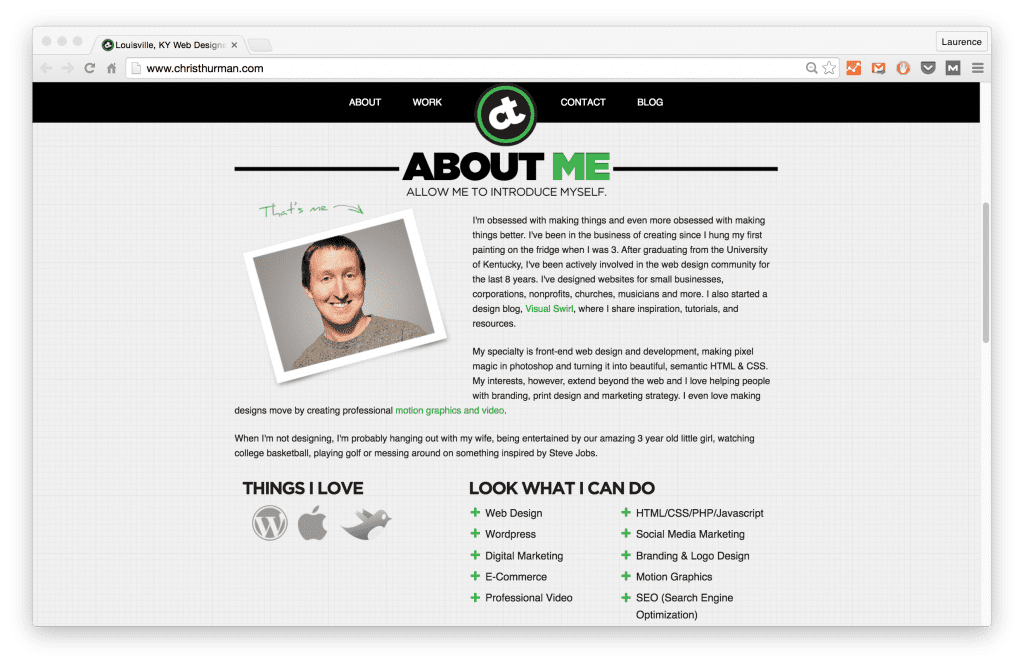 Louisville, KY Web Designe
Laurence
www.christhurman.com
ABOUT WORK ct CONTACT BLOG
ABOUT ME
ALLOW ME TO INTRODUCE MYSELF.
That's me
I'm obsessed with making things and even more obsessed with making
things better. I've been in the business of creating since I hung my first
painting on the fridge when I was 3. After graduating from the University
of Kentucky, I've been actively involved in the web design community for
the last 8 years. I've designed websites for small businesses,
corporations, nonprofits, churches, musicians and more. I also started a
design blog, Visual Swirl, where I share inspiration, tutorials, and
resources.
My specialty is front-end web design and development, making pixel
magic in photoshop and turning it into beautiful, semantic HTML & CSS.
My interests, however, extend beyond the web and I love helping people
with branding, print design and marketing strategy. I even love making
designs move by creating professional motion graphics and video.
When I'm not designing, I'm probably hanging out with my wife, being entertained by our amazing 3 year old little girl, watching
college basketball, playing golf or messing around on something inspired by Steve Jobs.
THINGS I LOVE
LOOK WHAT I CAN DO
Web Design
Wordpress
Digital Marketing
E-Commerce
Professional Video
HTML/CSS/PHP/Javascript
Social Media Marketing
Branding & Logo Design
Motion Graphics
SEO (Search Engine
Optimization)